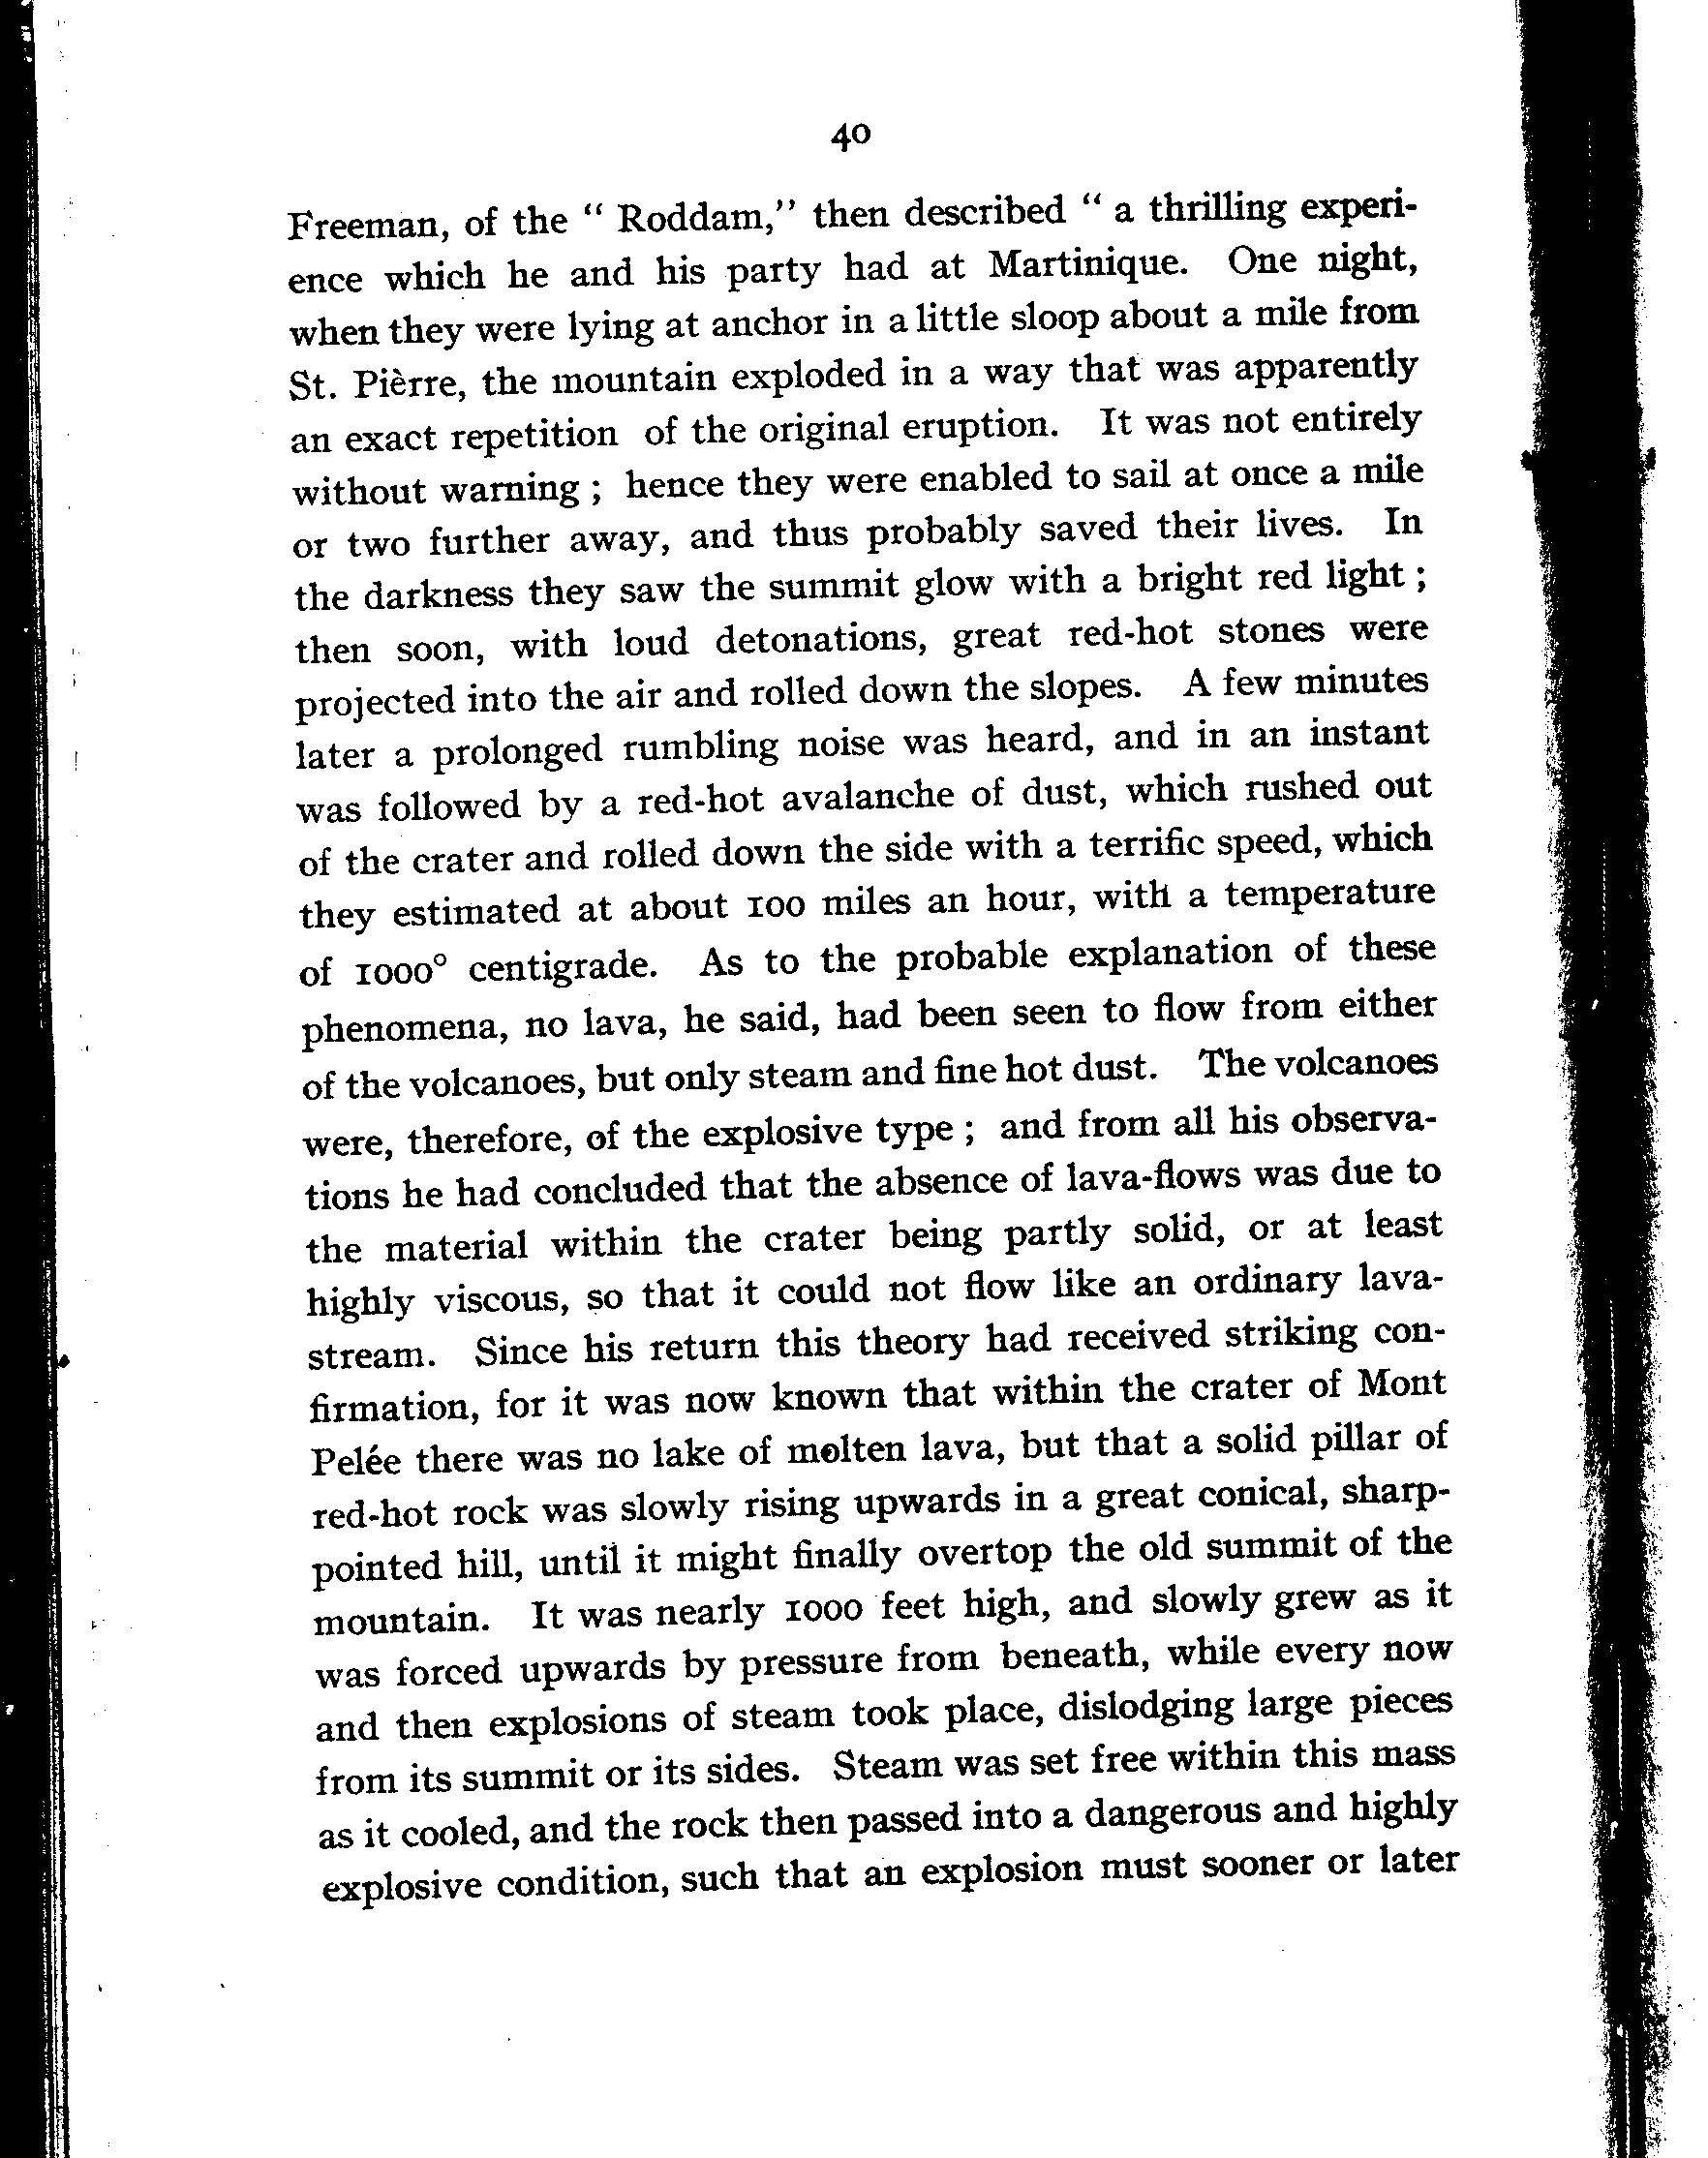 40
Freeman, of the “ Roddam,” then described “ a thrilling experi-
ence which he and his party had at Martinique. One night,
when they were lying at anchor in a little sloop about a mile from
St. Pièrre, the mountain exploded in a way that was apparently
an exact repetition of the original eruption. It was not entirely
without warning ; hence they were enabled to sail at once a mile
or two further away, and thus probably saved their lives. In
the darkness they saw the summit glow with a bright red light ;
then soon, with loud detonations, great red-hot stones were
projected into the air and rolled down the slopes. A few minutes
later a prolonged rumbling noise was heard, and in an instant
was followed by a red-hot avalanche of dust, which rushed out
of the crater and rolled down the side with a terrific speed, which
they estimated at about 100 miles an hour, with a temperature
of 1000° centigrade. As to the probable explanation of these
phenomena, no lava, he said, had been seen to flow from either
of the volcanoes, but only steam and fine hot dust. The volcanoes
were, therefore, of the explosive type ; and from all his observa-
tions he had concluded that the absence of lava-flows was due to
the material within the crater being partly solid, or at least
highly viscous, so that it could not flow like an ordinary lava-
stream. Since his return this theory had received striking con-
firmation, for it was now known that within the crater of Mont
Pelée there was no lake of molten lava, but that a solid pillar of
red-hot rock was slowly rising upwards in a great conical, sharp-
pointed hill, until it might finally overtop the old summit of the
mountain. It was nearly 1000 feet high, and slowly grew as it
was forced upwards by pressure from beneath, while every now
and then explosions of steam took place, dislodging large pieces
from its summit or its sides. Steam was set free within this mass
as it cooled, and the rock then passed into a dangerous and highly
explosive condition, such that an explosion must sooner or later